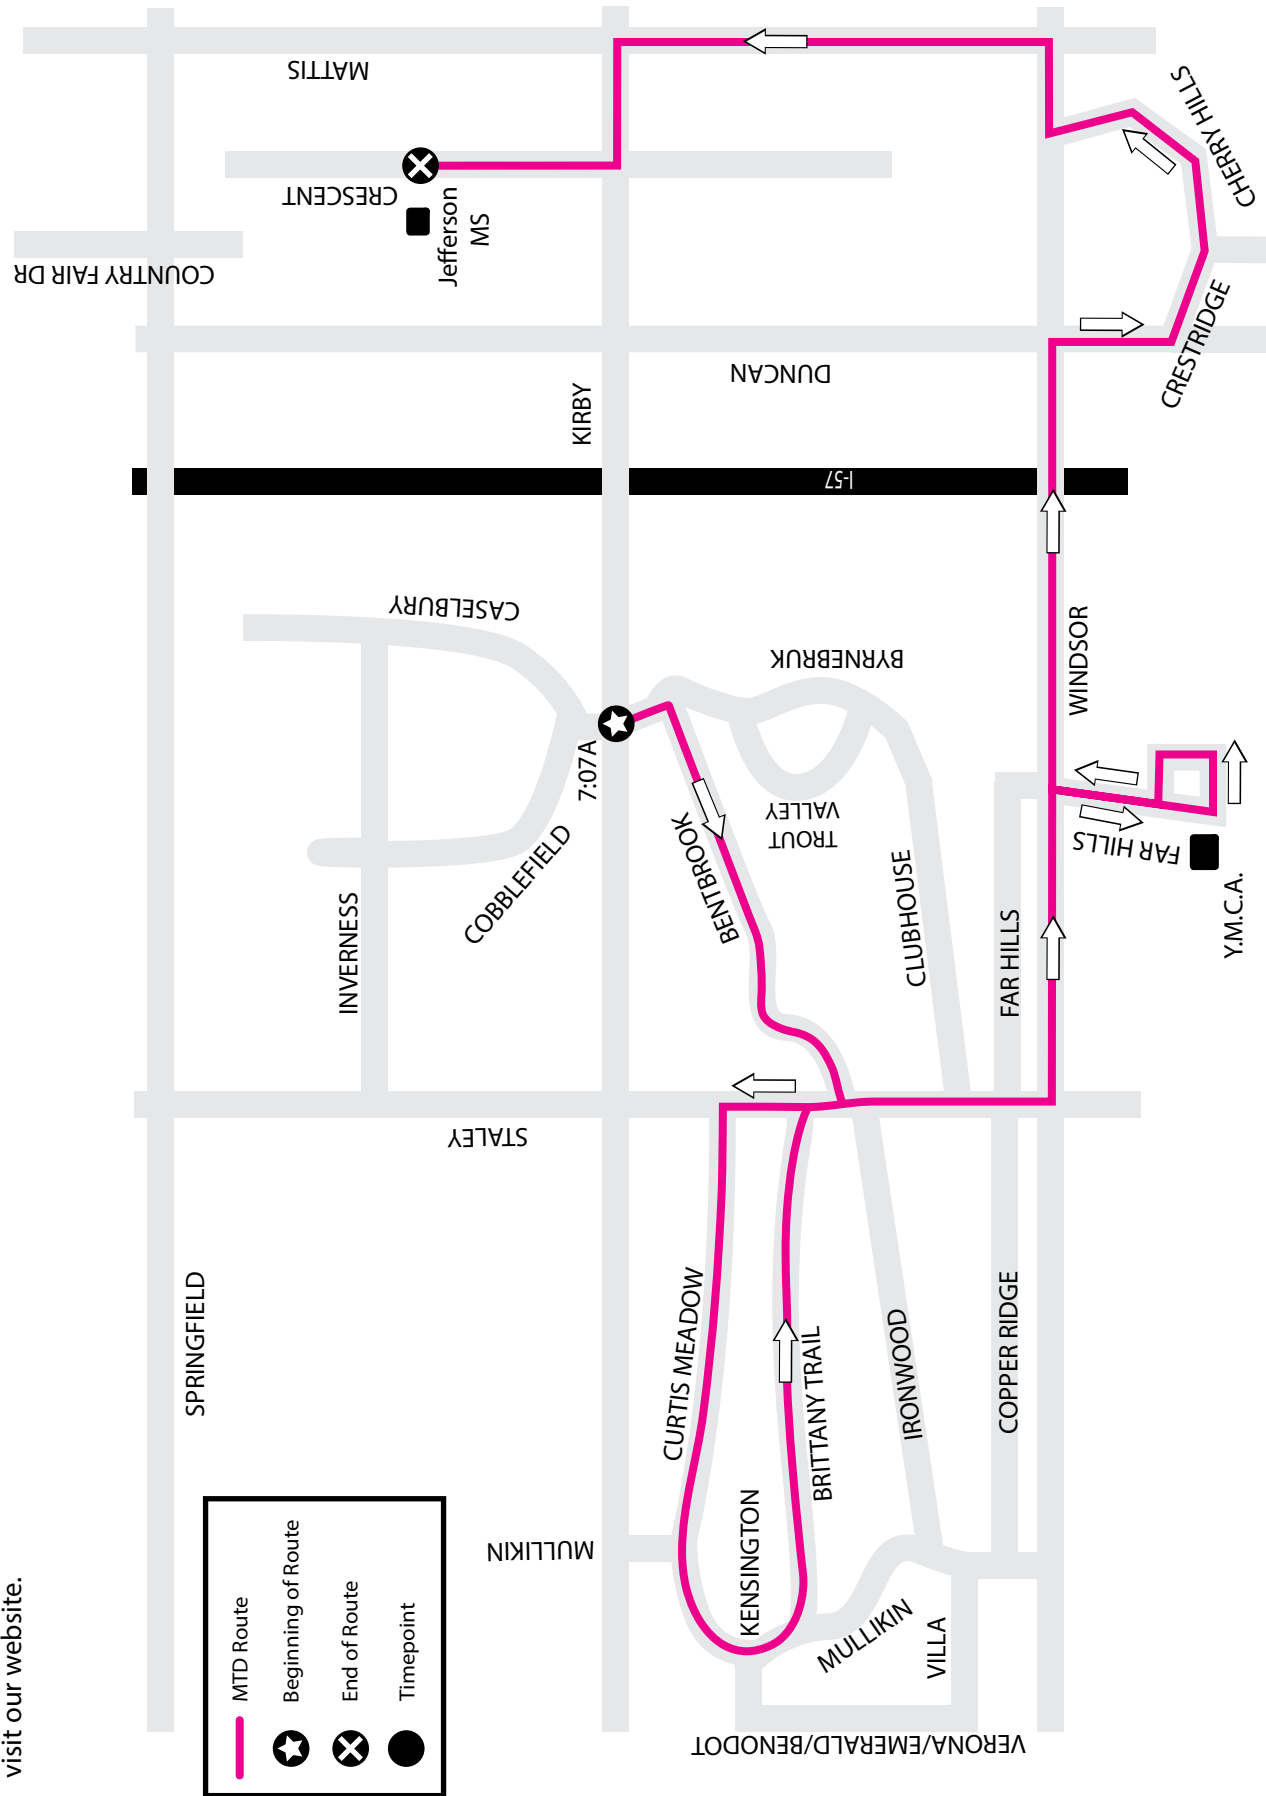 visit our website.
MTD Route
Beginning of Route
End of Route
Timepoint
SPRINGFIELD
MULLIKIN
STALEY
INVERNESS
COBBLEFIELD
CASELBURY
7:07A
KIRBY
COUNTRY FAIR DR
CRESCENT
Jefferson
MS
MATTIS
DUNCAN
I-57
BYRNEBRUK
TROUT
VALLEY
BENTBROOK
CLUBHOUSE
CURTIS MEADOW
KENSINGTON
BRITTANY TRAIL
IRONWOOD
MULLIKIN
VILLA
VERONA/EMERALD/BENODOT
COPPER RIDGE
FAR HILLS
WINDSOR
FAR HILLS
Y.M.C.A.
CRESTRIDGE
CHERRY HILLS